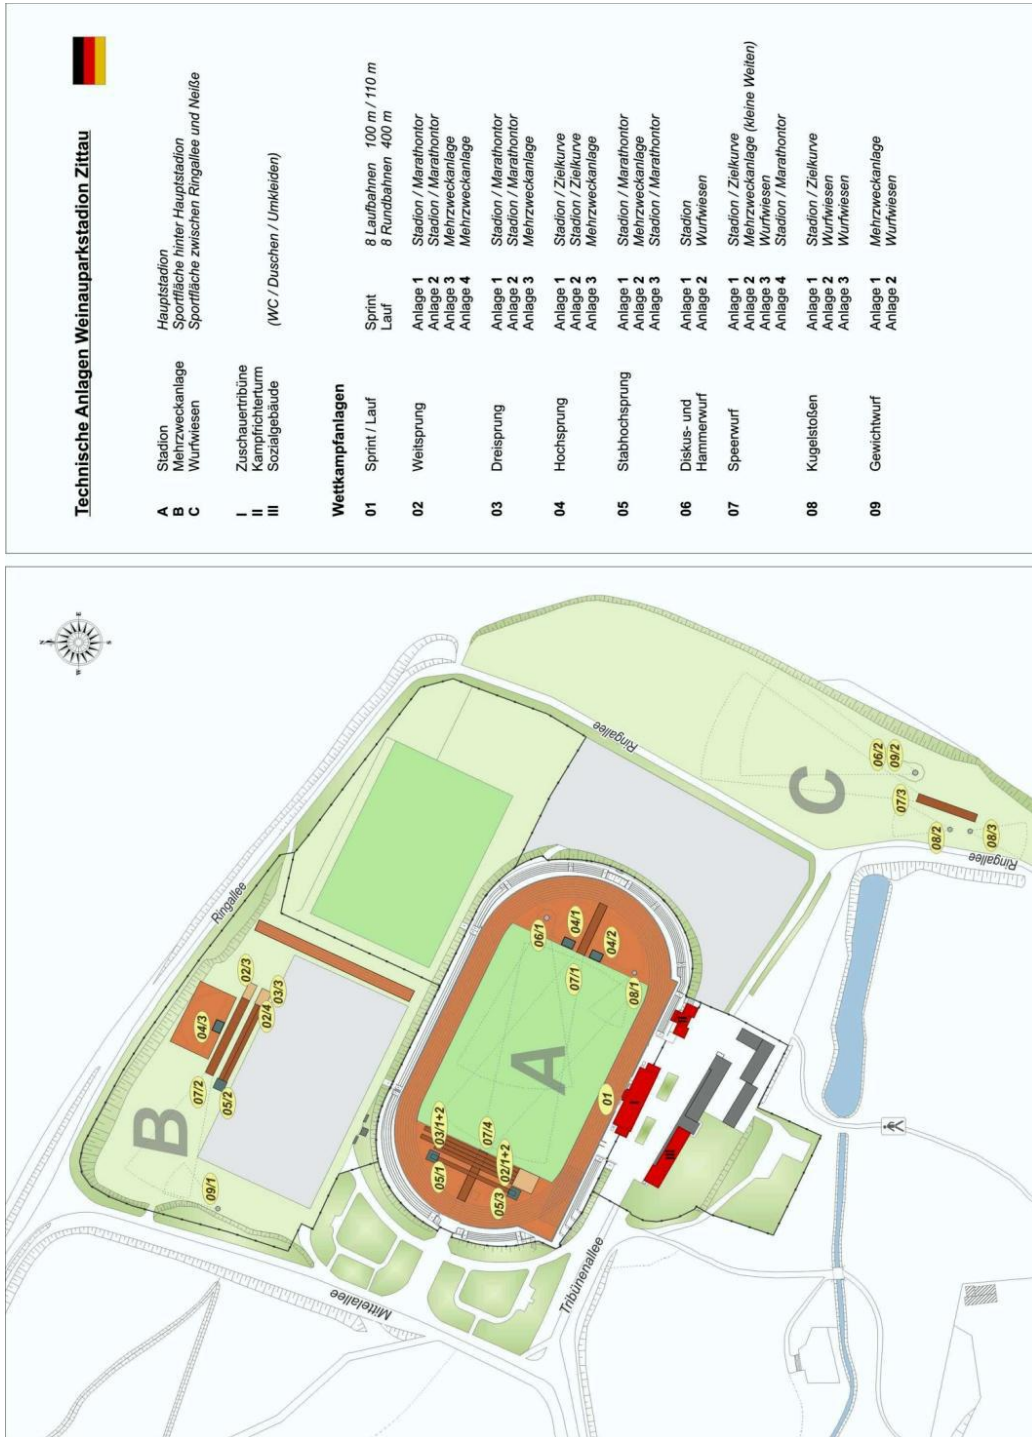 Technische Anlagen Weinauparkstadion Zittau
A Stadion Hauptstadion
B Mehrzweckanlage Sportfläche hinter Hauptstadion
C Wurfwiesen Sportfläche zwischen Ringallee und Neiße
I Zuschauertribüne
II Kampfrichterturm
III Sozialgebäude (WC / Duschen / Umkleiden)
Wettkampfanlagen
01 Sprint / Lauf Sprint 8 Laufbahnen 100 m / 110 m
Lauf 8 Rundbahnen 400 m
02 Weitsprung Anlage 1 Stadion / Marathontor
Anlage 2 Stadion / Marathontor
Anlage 3 Mehrzweckanlage
Anlage 4 Mehrzweckanlage
03 Dreisprung Anlage 1 Stadion / Marathontor
Anlage 2 Stadion / Marathontor
Anlage 3 Mehrzweckanlage
04 Hochsprung Anlage 1 Stadion / Zielkurve
Anlage 2 Stadion / Zielkurve
Anlage 3 Mehrzweckanlage
05 Stabhochsprung Anlage 1 Stadion / Marathontor
Anlage 2 Mehrzweckanlage
Anlage 3 Stadion / Marathontor
06 Diskus- und Anlage 1 Stadion
Hammerwurf Anlage 2 Wurfwiesen
07 Speerwurf Anlage 1 Stadion / Zielkurve
Anlage 2 Mehrzweckanlage (kleine Weiten)
Anlage 3 Wurfwiesen
Anlage 4 Stadion / Marathontor
08 Kugelstoßen Anlage 1 Stadion / Zielkurve
Anlage 2 Wurfwiesen
Anlage 3 Wurfwiesen
09 Gewichtwurf Anlage 1 Mehrzweckanlage
Anlage 2 Wurfwiesen
N
E
S
W
Ringallee
Ringallee
Ringallee
Mittelallee
Tribünenallee
B
04/3
02/3
03/3
02/4
07/2
05/2
09/1
A
03/1+2
05/1
07/4
02/1+2
05/3
06/1
04/1
07/1
04/2
08/1
01
I
II
III
C
06/2
09/2
07/3
08/2
08/3